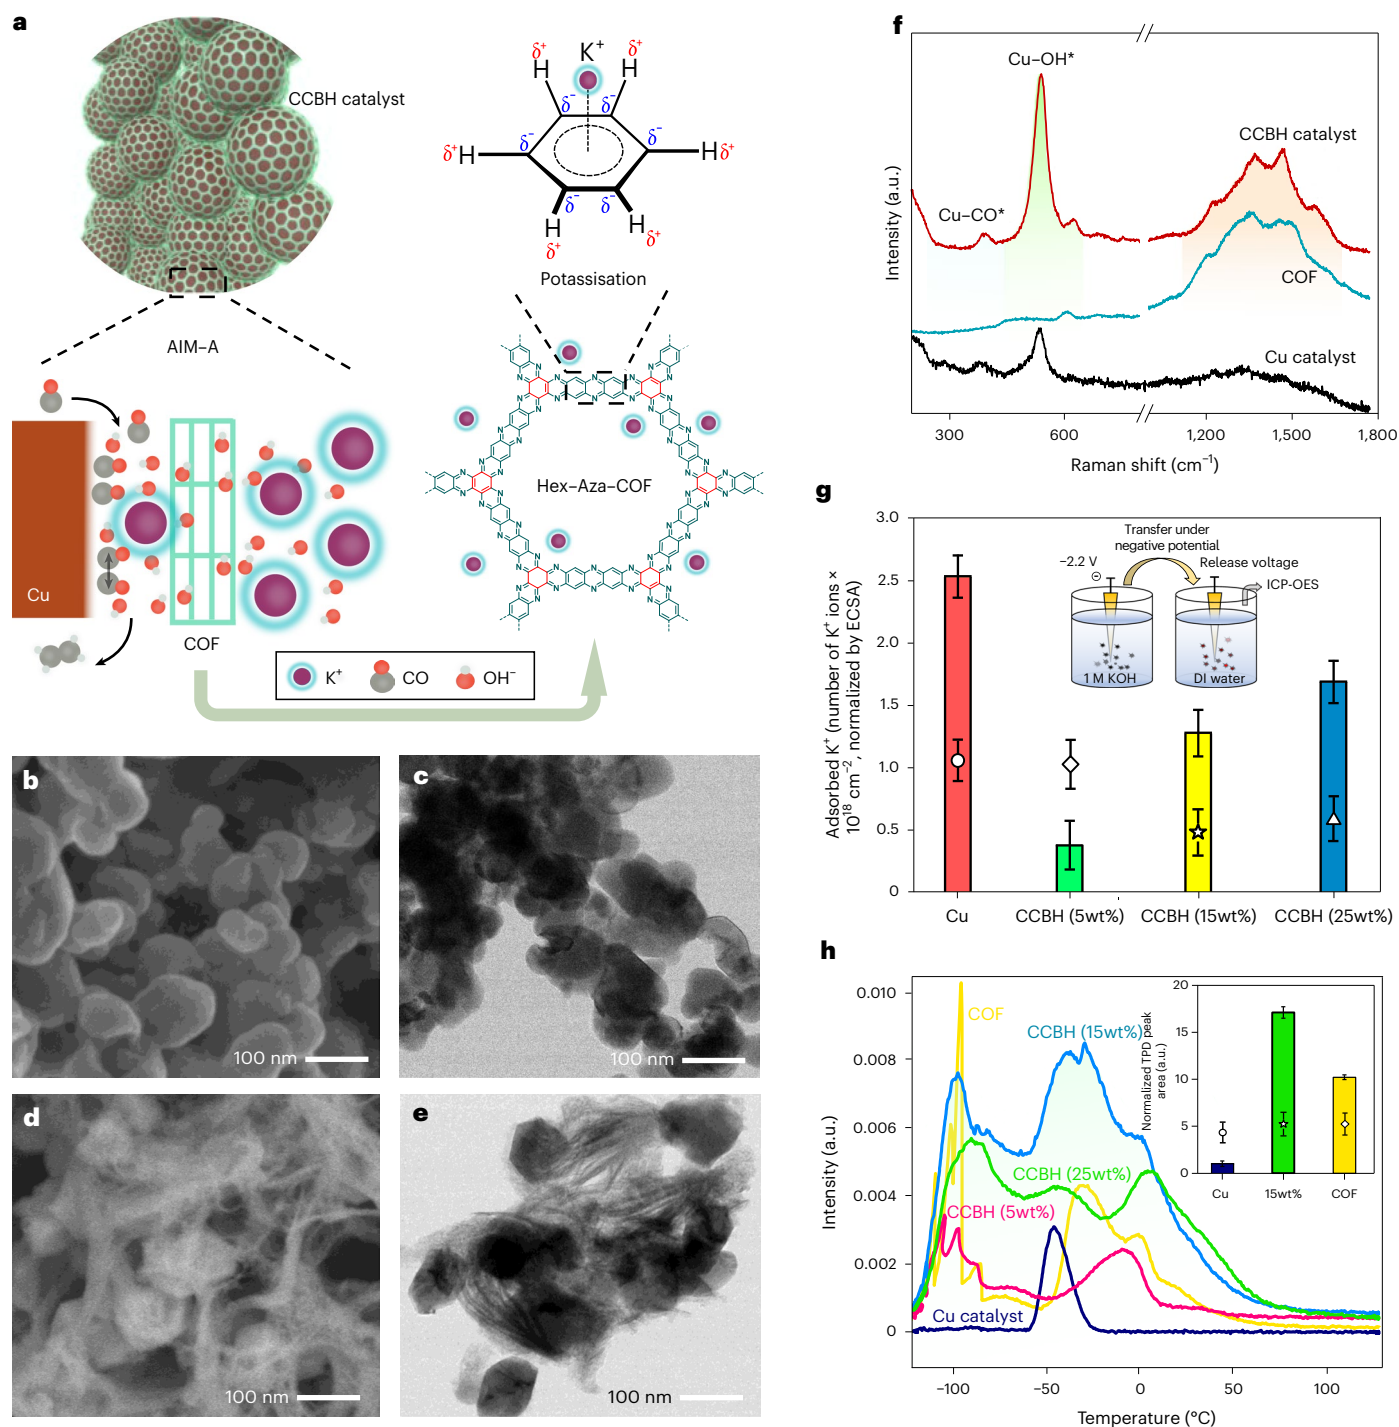 a
CCBH catalyst
AIM–A
Cu
COF
K⁺
CO
OH⁻
K⁺
δ⁺
H
δ⁺
H
δ⁻
δ⁻
δ⁻
δ⁻
δ⁺H
Hδ⁺
δ⁻
δ⁻
H
δ⁺
H
δ⁺
Potassisation
Hex–Aza–COF
b
100 nm
c
100 nm
d
100 nm
e
100 nm
f
Cu–OH*
CCBH catalyst
Cu–CO*
COF
Cu catalyst
Intensity (a.u.)
300
600
1,200
1,500
1,800
Raman shift (cm⁻¹)
g
3.0
2.5
2.0
1.5
1.0
0.5
0
Adsorbed K⁺ (number of K⁺ ions ×
10¹⁸ cm⁻², normalized by ECSA)
Transfer under
negative potential
−2.2 V
Release voltage
ICP-OES
1 M KOH
DI water
Cu
CCBH (5wt%)
CCBH (15wt%)
CCBH (25wt%)
h
0.010
0.008
0.006
0.004
0.002
0
Intensity (a.u.)
COF
CCBH (15wt%)
CCBH (25wt%)
CCBH (5wt%)
Cu catalyst
20
15
10
5
0
Normalized TPD peak
area (a.u.)
Cu
15wt%
COF
−100
−50
0
50
100
Temperature (°C)